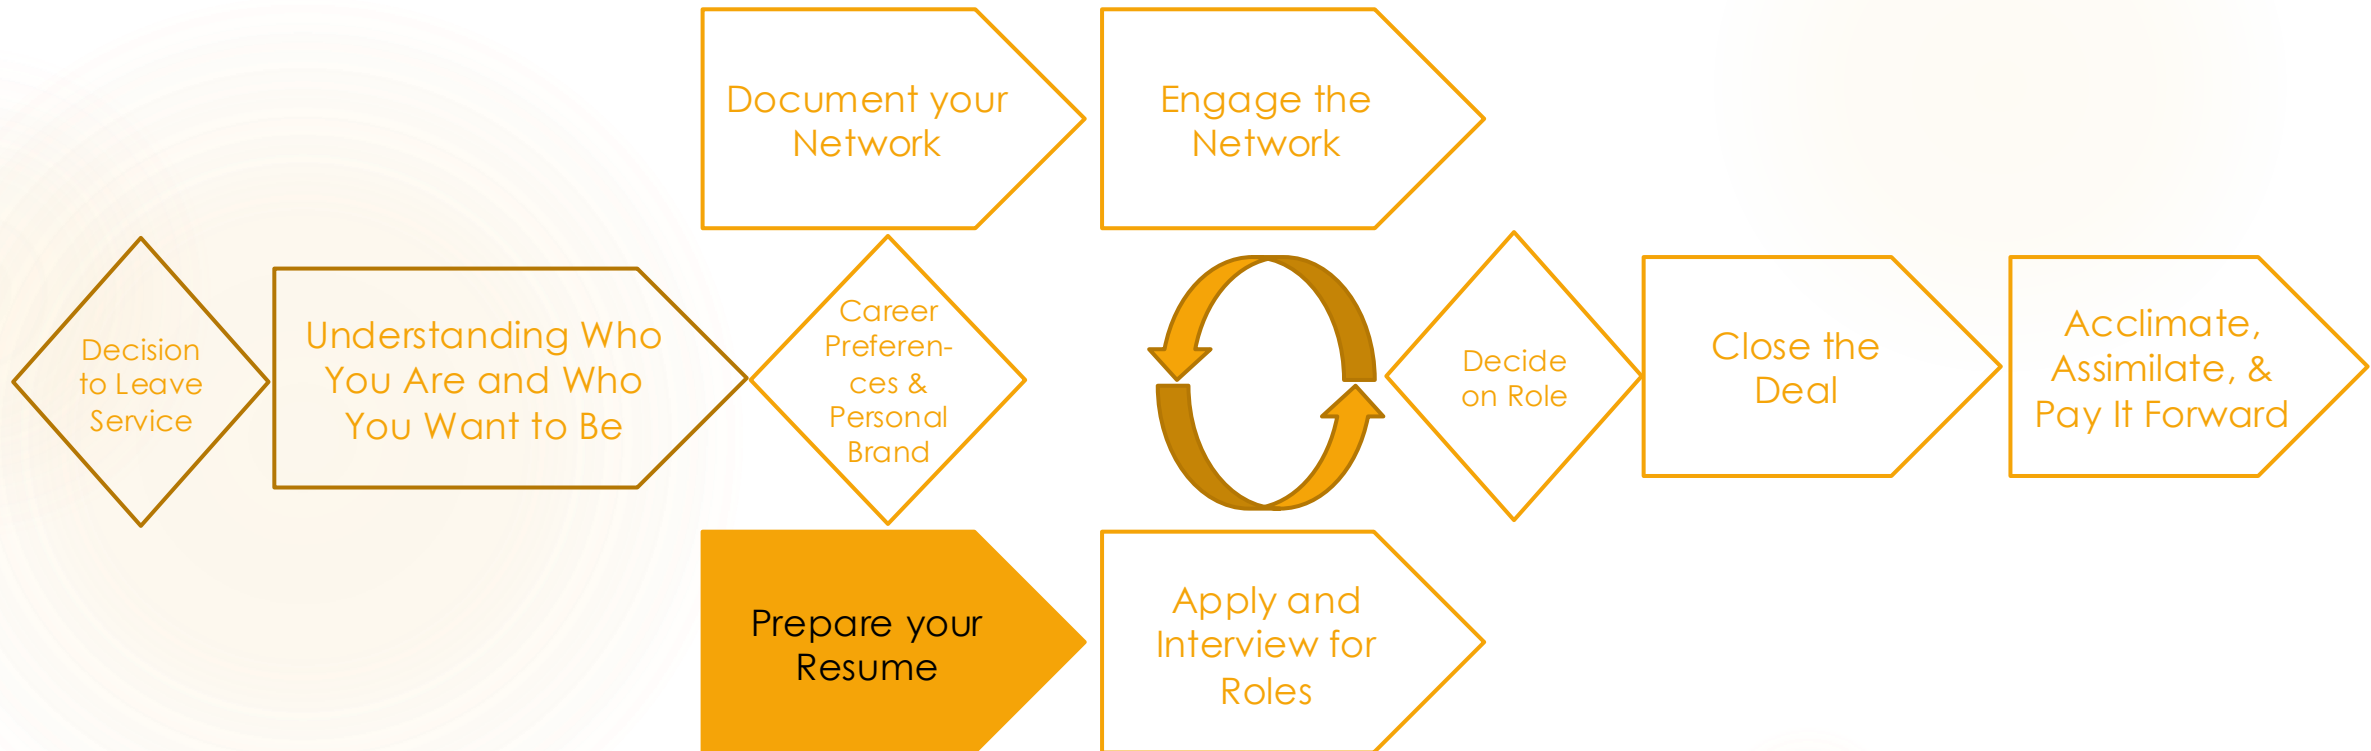 Document your
Network
Engage the
Network
Decision
to Leave
Service
Understanding Who
You Are and Who
You Want to Be
Career
Preferen-
ces &
Personal
Brand
Decide
on Role
Close the
Deal
Acclimate,
Assimilate, &
Pay It Forward
Prepare your
Resume
Apply and
Interview for
Roles